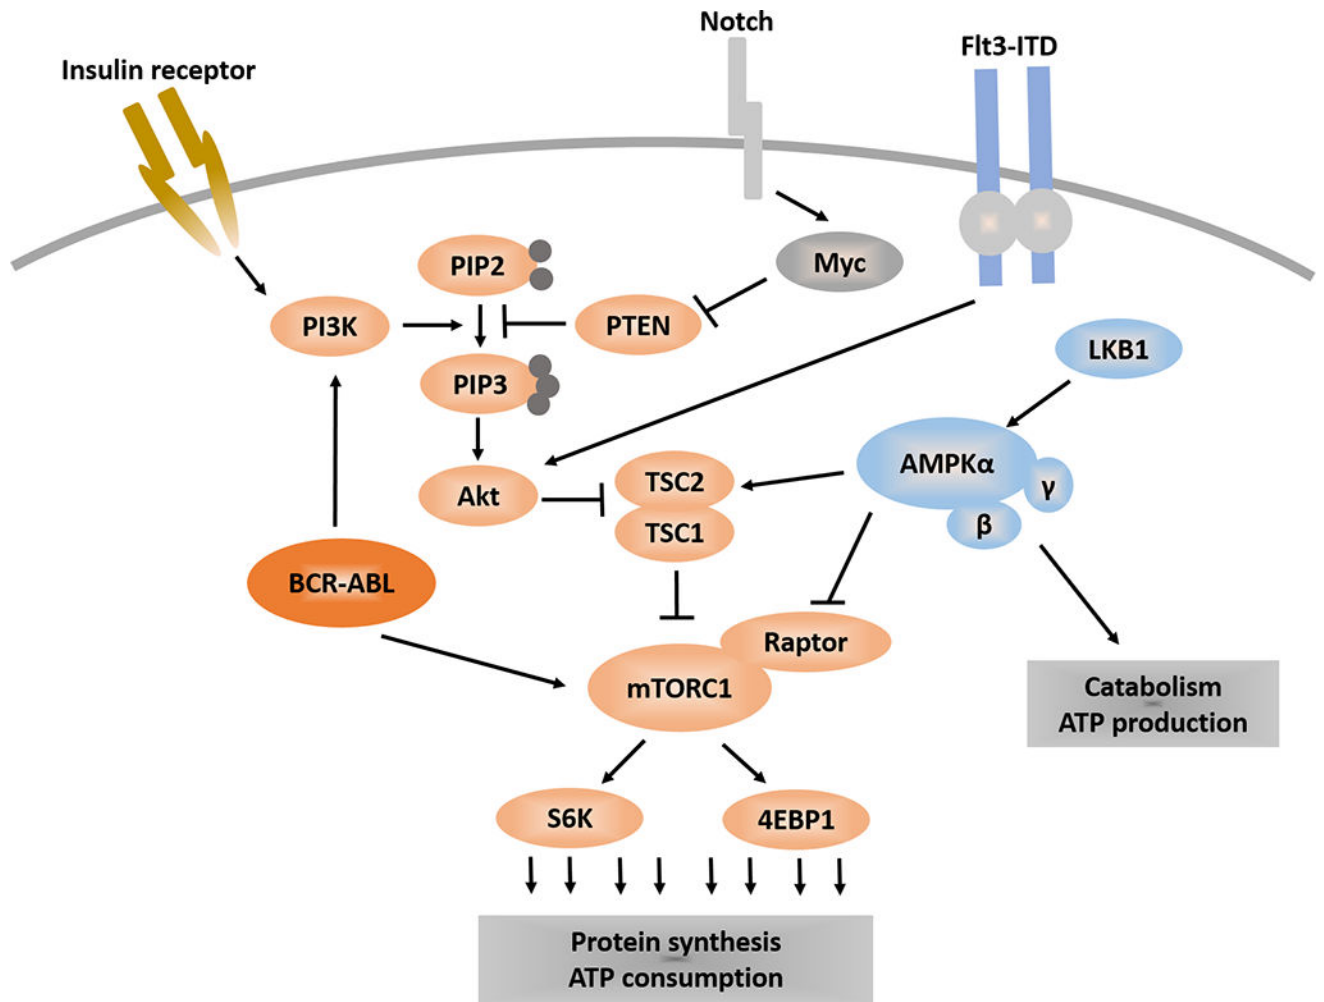 Notch
Flt3-ITD
Insulin receptor
PIP2
Myc
PI3K
PTEN
LKB1
PIP3
AMPKα
TSC2
γ
Akt
β
TSC1
BCR-ABL
Raptor
mTORC1
Catabolism
ATP production
S6K
4EBP1
Protein synthesis
ATP consumption